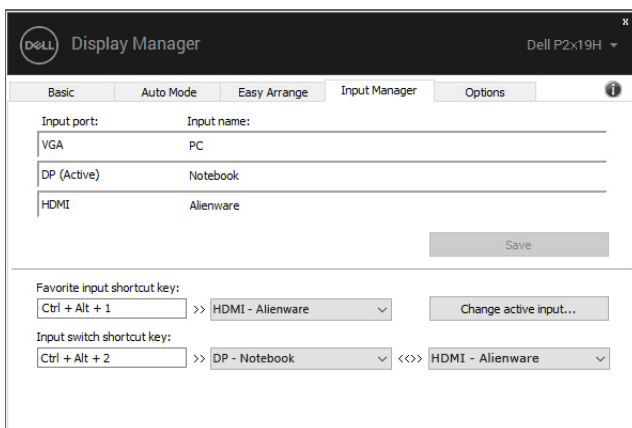 x
DELL Display Manager Dell P2x19H
Basic Auto Mode Easy Arrange Input Manager Options i
Input port: Input name:
VGA PC
DP (Active) Notebook
HDMI Alienware
Save
Favorite input shortcut key:
Ctrl + Alt + 1 >> HDMI - Alienware Change active input...
Input switch shortcut key:
Ctrl + Alt + 2 >> DP - Notebook <<>> HDMI - Alienware